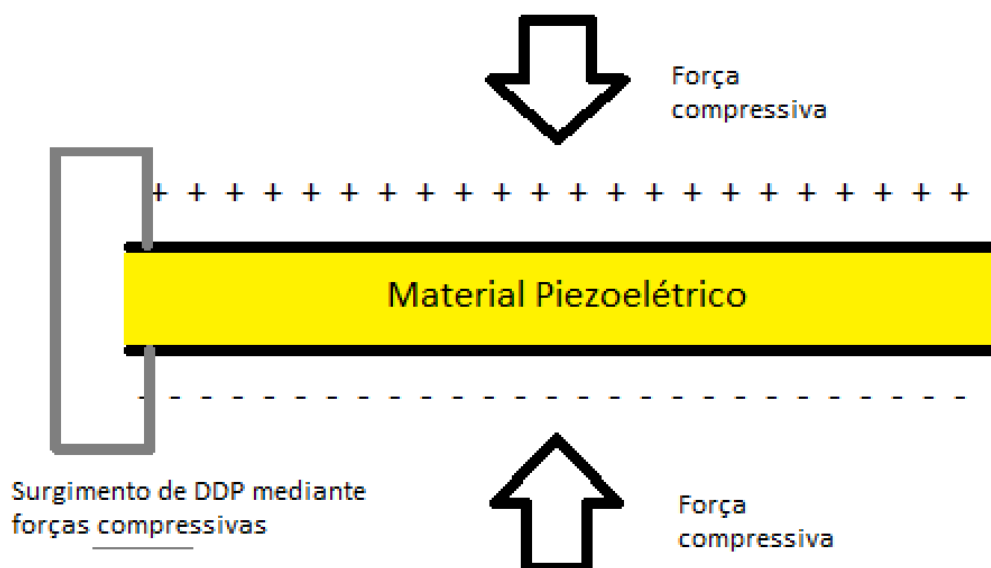 Força
compressiva
+ + + + + + + + + + + + + + + + + + + + + +
Material Piezoelétrico
- - - - - - - - - - - - - - - - - - - - - - - - - - -
Surgimento de DDP mediante
forças compressivas
Força
compressiva